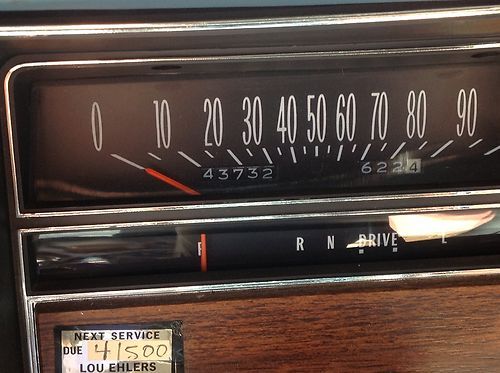 0 10 20 30 40 50 60 70 80 90
43732 6224
P R N DRIVE L
NEXT SERVICE
DUE 41500
LOU EHLERS